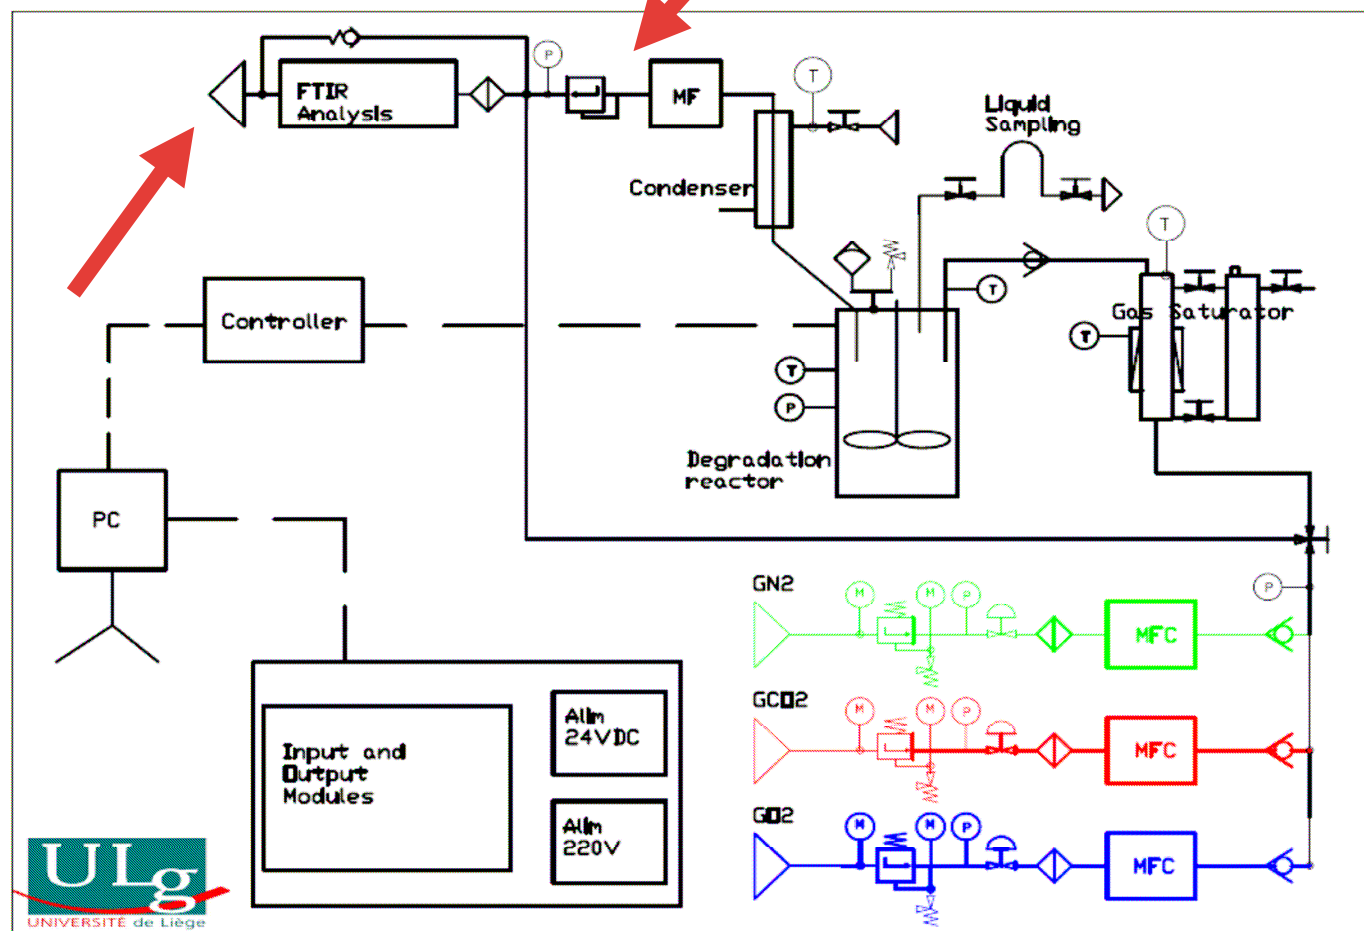 P
T
FTIR
Analysis
MF
Liquid
Sampling
Condenser
T
T
Gas Saturator
Controller
T
T
P
Degradation
reactor
PC
GN2
P
M
M
P
MFC
GCO2
M
M
P
MFC
Alim
24VDC
Input and
Output
Modules
GO2
M
M
P
MFC
Alim
220V
ULg
UNIVERSITÉ de Liège